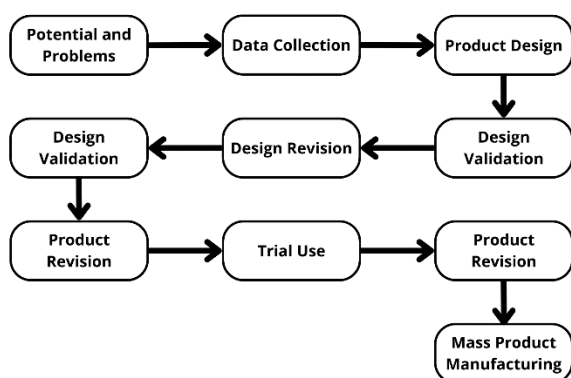 Potential and
Problems
Data Collection
Product Design
Design
Validation
Design Revision
Design
Validation
Product
Revision
Trial Use
Product
Revision
Mass Product
Manufacturing